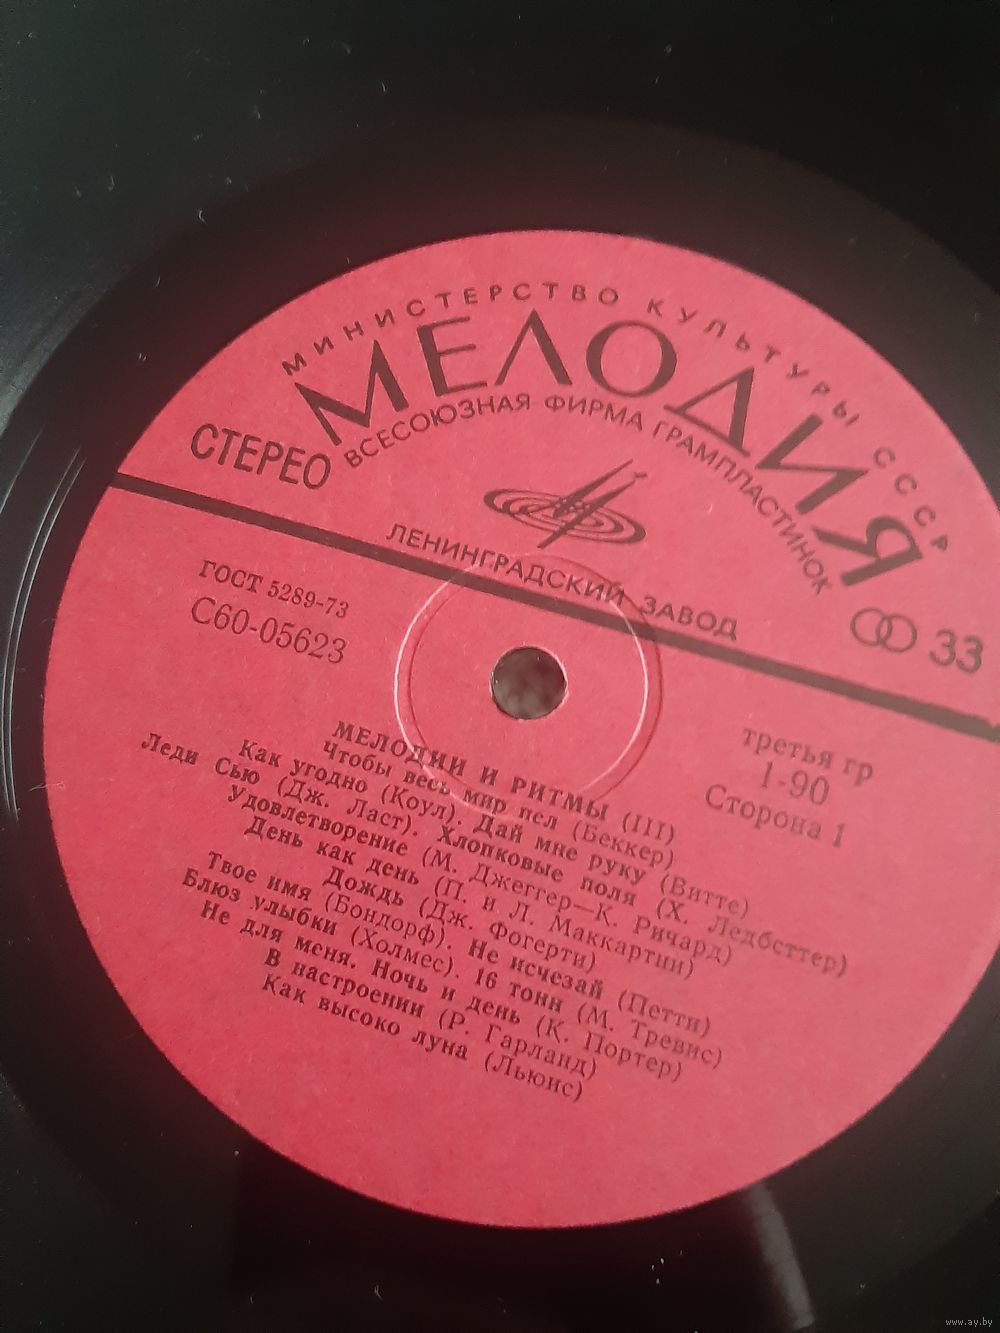 МИНИСТЕРСТВО КУЛЬТУРЫ СССР
МЕЛОДИЯ
ВСЕСОЮЗНАЯ ФИРМА ГРАМПЛАСТИНОК
СТЕРЕО
ЛЕНИНГРАДСКИЙ ЗАВОД
33
ГОСТ 5289-73
С60-05623
третья гр
1-90
Сторона 1
МЕЛОДИИ И РИТМЫ (III)
Чтобы весь мир пел (Беккер)
Как угодно (Коул). Дай мне руку (Витте)
Леди Сью (Дж. Ласт). Хлопковые поля (Х. Ледбеттер)
Удовлетворение (М. Джеггер—К. Ричард)
День как день (П. и Л. Маккартни)
Дождь (Дж. Фогерти)
Твое имя (Бондорф). Не исчезай (Петти)
Блюз улыбки (Холмес). 16 тонн (М. Тревис)
Не для меня. Ночь и день (К. Портер)
В настроении (Р. Гарланд)
Как высоко луна (Льюис)
www.ay.by